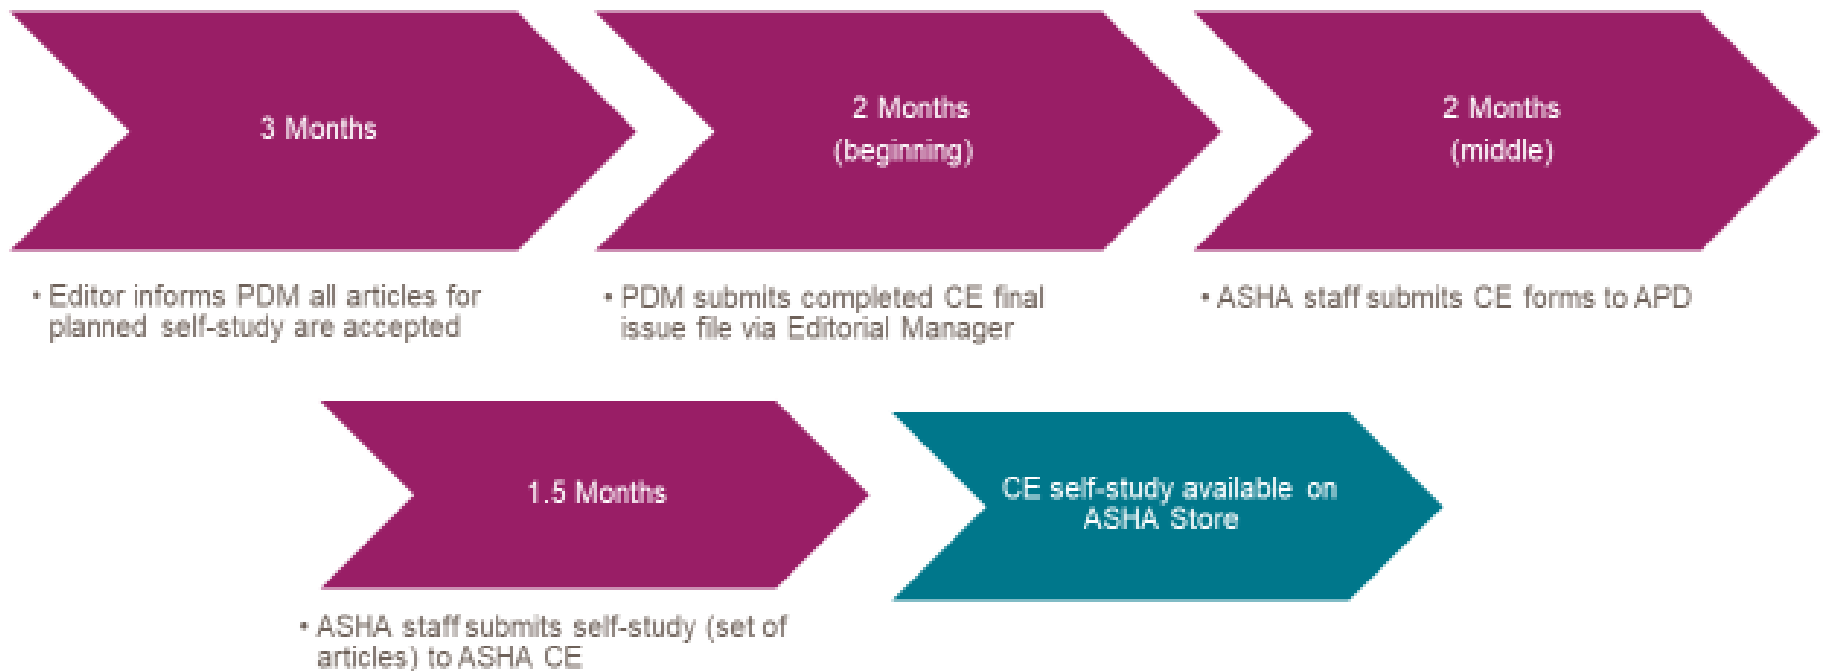 3 Months
2 Months
(beginning)
2 Months
(middle)
• Editor informs PDM all articles for
planned self-study are accepted
• PDM submits completed CE final
issue file via Editorial Manager
• ASHA staff submits CE forms to APD
1.5 Months
CE self-study available on
ASHA Store
• ASHA staff submits self-study (set of
articles) to ASHA CE